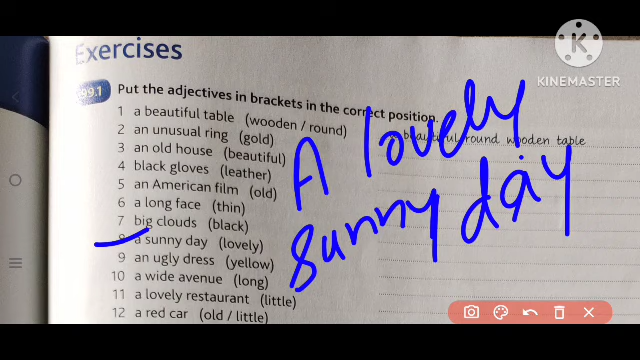 Exercises
KINEMASTER
99.1 Put the adjectives in brackets in the correct position.
1 a beautiful table (wooden / round) a beautiful round wooden table
2 an unusual ring (gold)
3 an old house (beautiful)
4 black gloves (leather)
5 an American film (old)
6 a long face (thin)
7 big clouds (black)
8 a sunny day (lovely)
9 an ugly dress (yellow)
10 a wide avenue (long)
11 a lovely restaurant (little)
12 a red car (old / little)
A lovely
sunny day